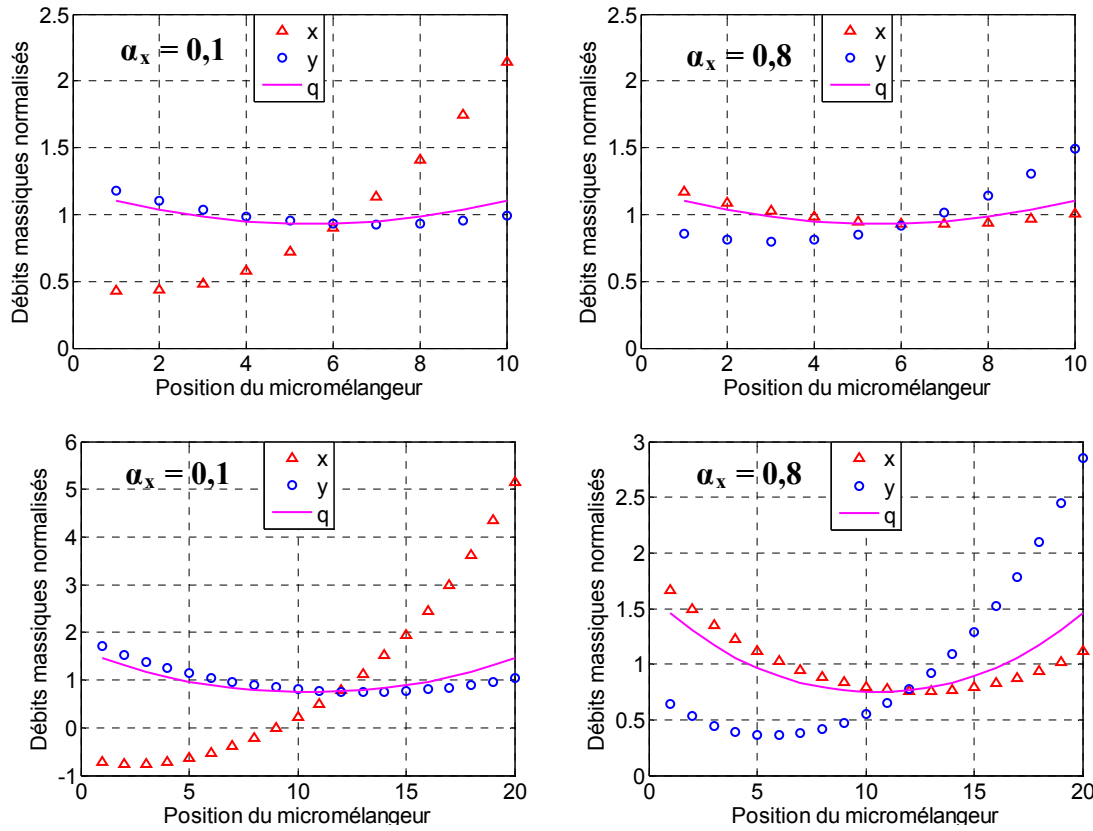 2.5
2
1.5
1
0.5
0
0 2 4 6 8 10
Débits massiques normalisés
Position du micromélangeur
αx = 0,1
x
y
q
2.5
2
1.5
1
0.5
0
0 2 4 6 8 10
Débits massiques normalisés
Position du micromélangeur
αx = 0,8
x
y
q
6
5
4
3
2
1
0
-1
0 5 10 15 20
Débits massiques normalisés
Position du micromélangeur
αx = 0,1
x
y
q
3
2.5
2
1.5
1
0.5
0
0 5 10 15 20
Débits massiques normalisés
Position du micromélangeur
αx = 0,8
x
y
q